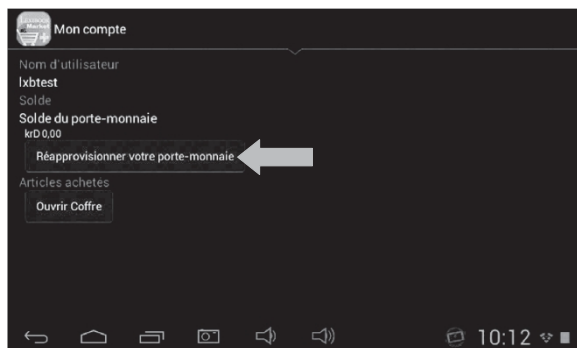 Mon compte
Nom d'utilisateur
lxbtest
Solde
Solde du porte-monnaie
krD 0,00
Réapprovisionner votre porte-monnaie
Articles achetes
Ouvrir Coffre
10:12